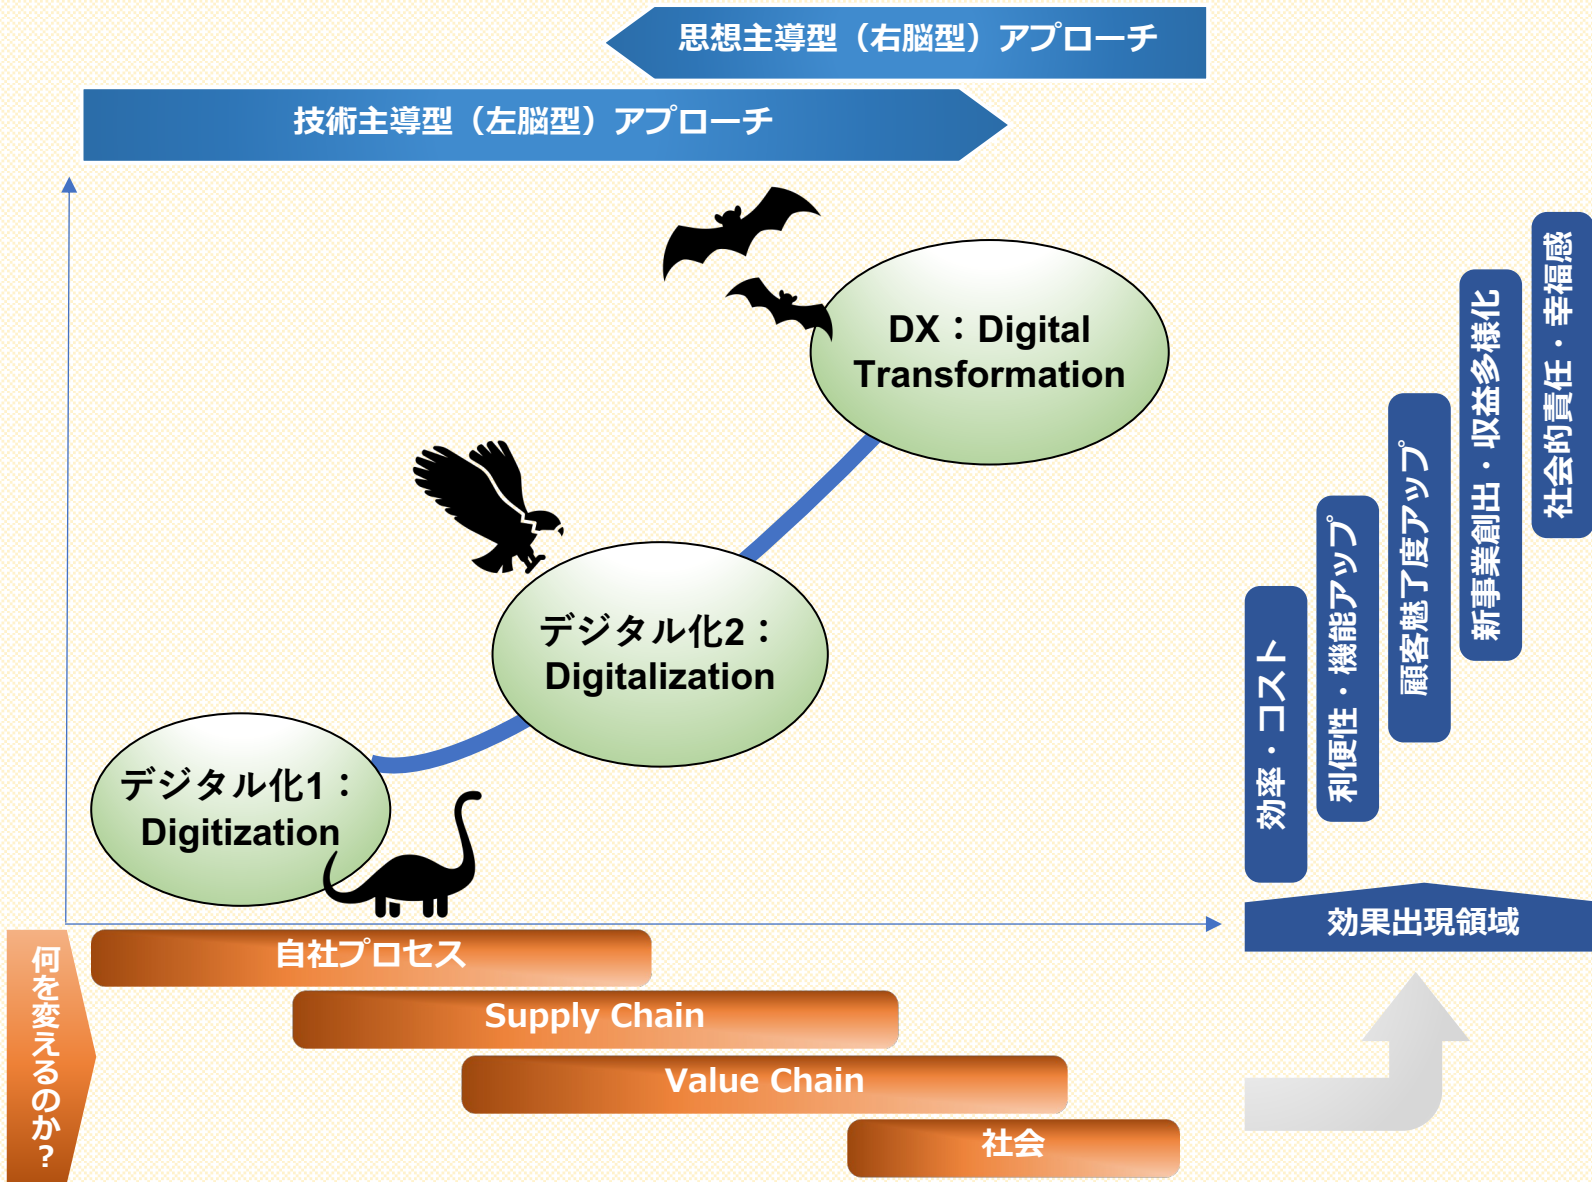 思想主導型（右脳型）アプローチ
技術主導型（左脳型）アプローチ
DX：Digital
Transformation
デジタル化2：
Digitalization
デジタル化1：
Digitization
効率・コスト
利便性・機能アップ
顧客魅了度アップ
新事業創出・収益多様化
社会的責任・幸福感
効果出現領域
何を変えるのか？
自社プロセス
Supply Chain
Value Chain
社会